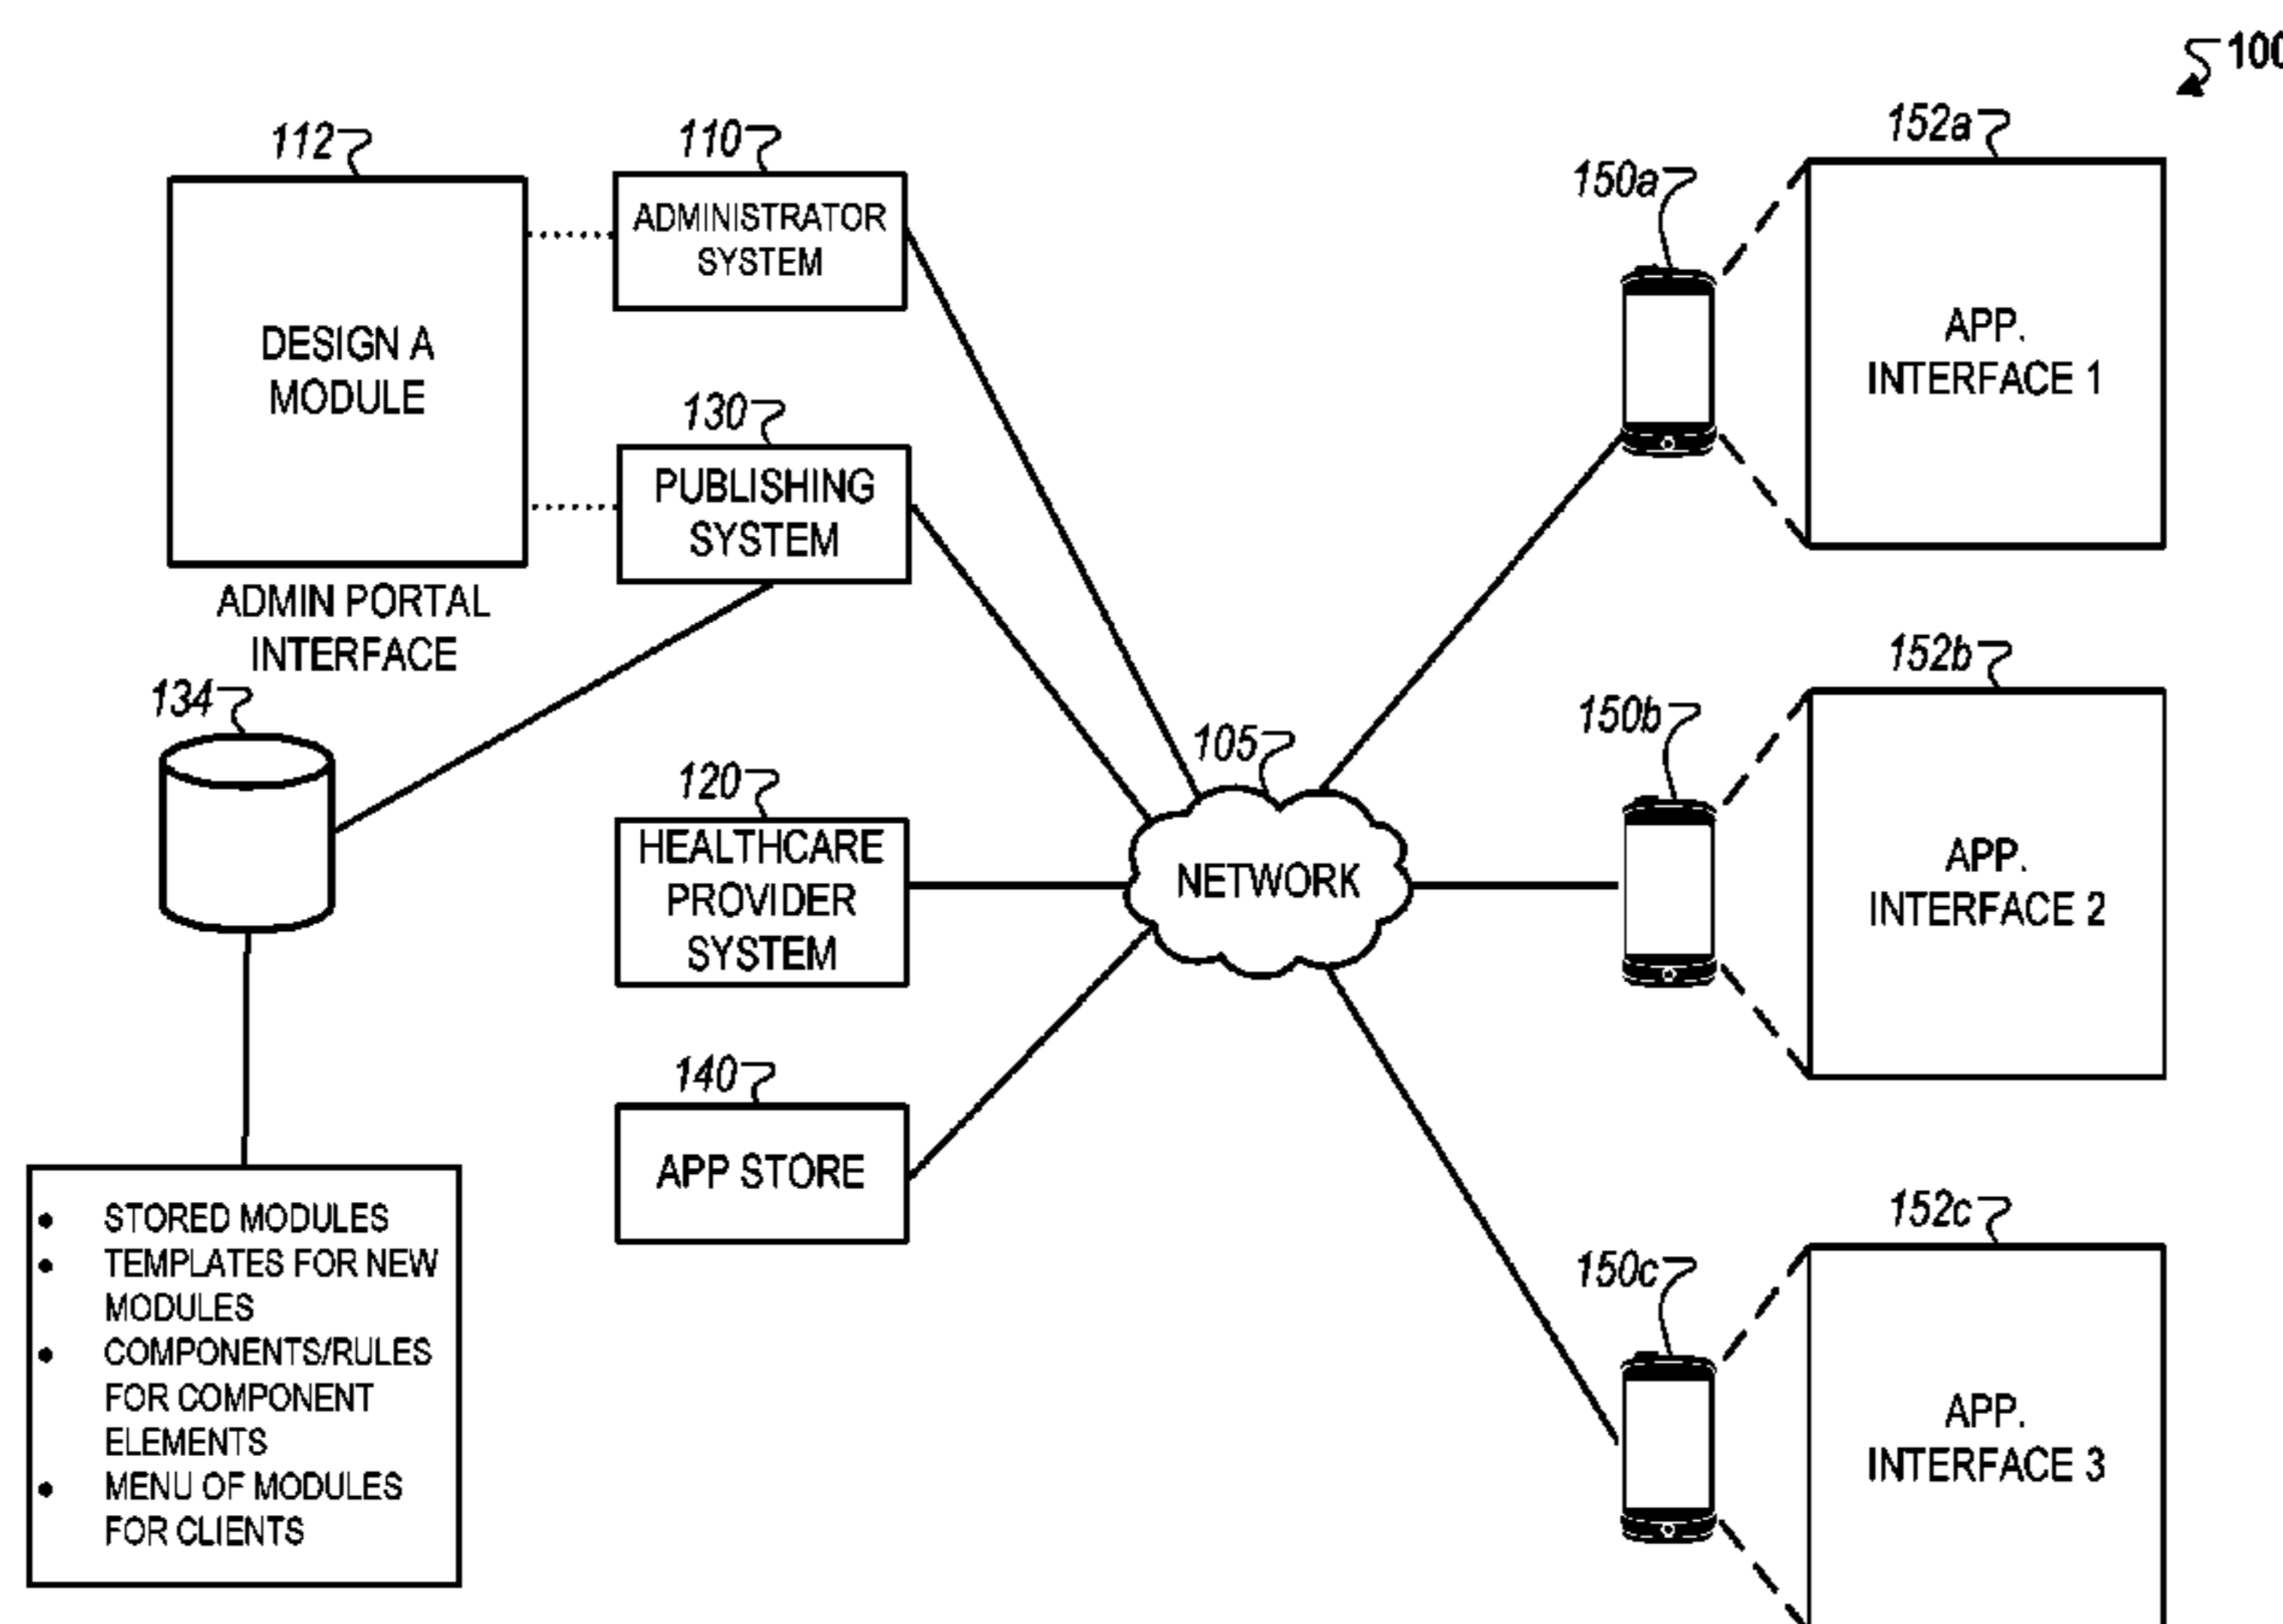 100
112
110
152a
150a
ADMINISTRATOR
SYSTEM
DESIGN A
MODULE
APP.
INTERFACE 1
130
PUBLISHING
SYSTEM
ADMIN PORTAL
INTERFACE
134
152b
150b
105
120
HEALTHCARE
PROVIDER
SYSTEM
NETWORK
APP.
INTERFACE 2
140
APP STORE
152c
150c
• STORED MODULES
• TEMPLATES FOR NEW
MODULES
• COMPONENTS/RULES
FOR COMPONENT
ELEMENTS
• MENU OF MODULES
FOR CLIENTS
APP.
INTERFACE 3